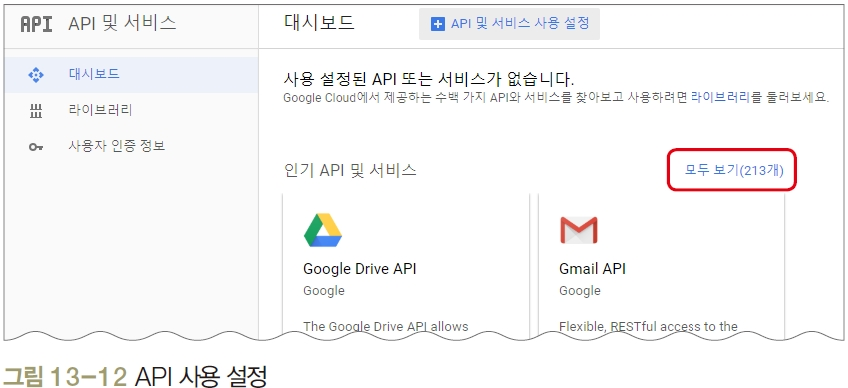 API API 및 서비스
대시보드
라이브러리
사용자 인증 정보
대시보드
API 및 서비스 사용 설정
사용 설정된 API 또는 서비스가 없습니다.
Google Cloud에서 제공하는 수백 가지 API와 서비스를 찾아보고 사용하려면 라이브러리를 둘러보세요.
인기 API 및 서비스
모두 보기(213개)
Google Drive API
Google
The Google Drive API allows
Gmail API
Google
Flexible, RESTful access to the
그림 13-12 API 사용 설정